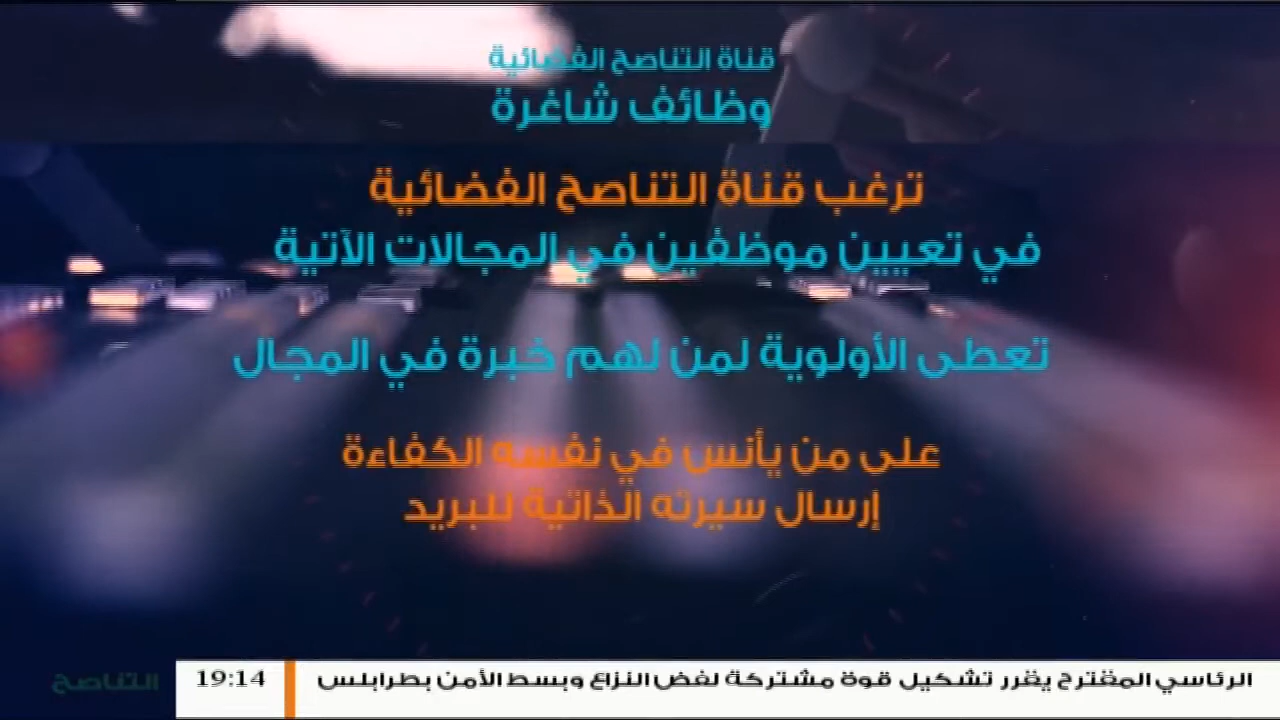 قناة التناصح الفضائية
وظائف شاغرة
ترغب قناة التناصح الفضائية
في تعيين موظفين في المجالات الآتية
تعطى الأولوية لمن لهم خبرة في المجال
على من يأنس في نفسه الكفاءة
إرسال سيرته الذاتية للبريد
الرئاسي المقترح يقرر تشكيل قوة مشتركة لفض النزاع وبسط الأمن بطرابلس
19:14
التناصح